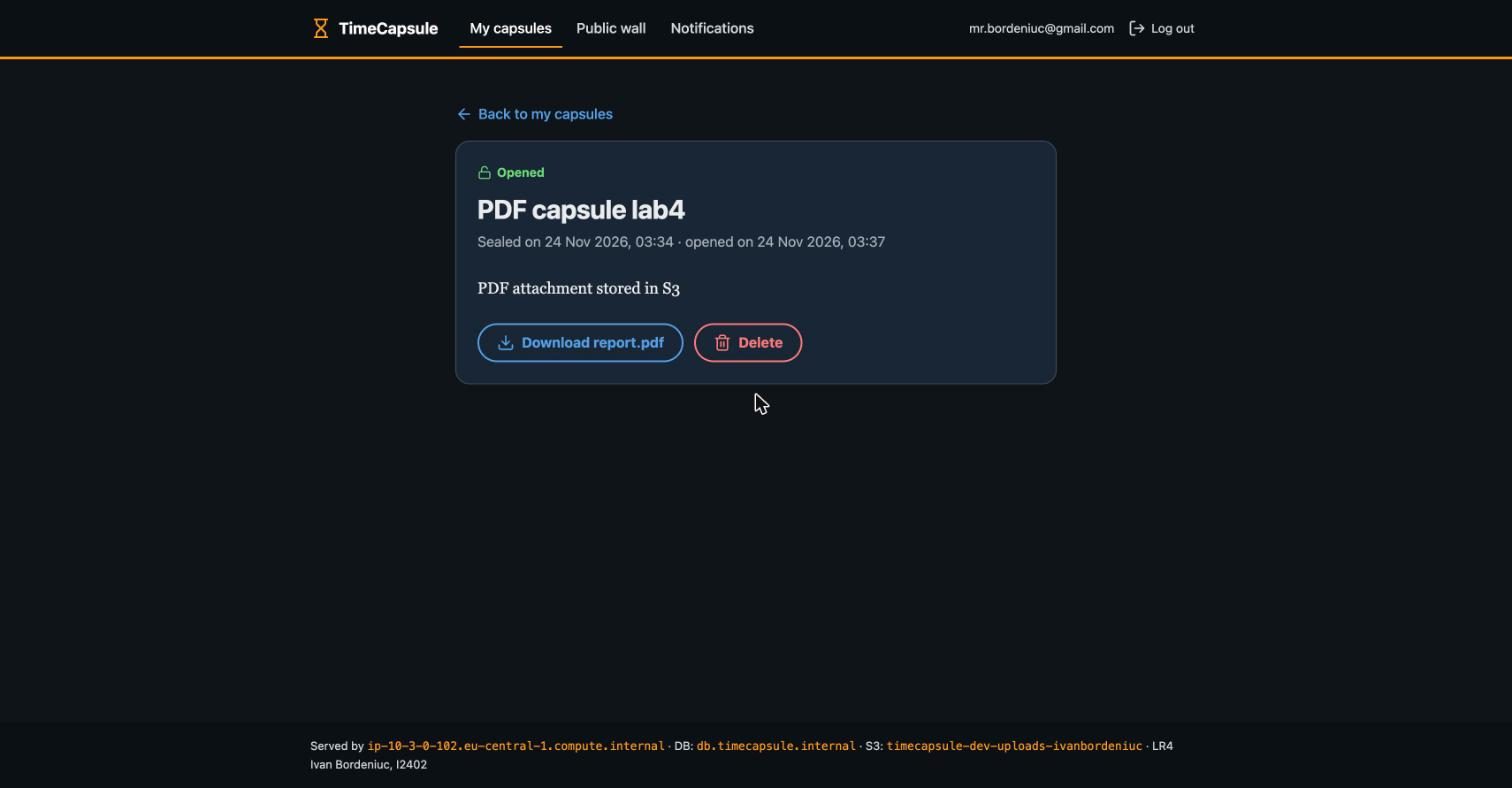 TimeCapsule My capsules Public wall Notifications mr.bordeniuc@gmail.com Log out
Back to my capsules
Opened
PDF capsule lab4
Sealed on 24 Nov 2026, 03:34 · opened on 24 Nov 2026, 03:37
PDF attachment stored in S3
Download report.pdf Delete
Served by ip-10-3-0-102.eu-central-1.compute.internal · DB: db.timecapsule.internal · S3: timecapsule-dev-uploads-ivanbordeniuc · LR4
Ivan Bordeniuc, I2402